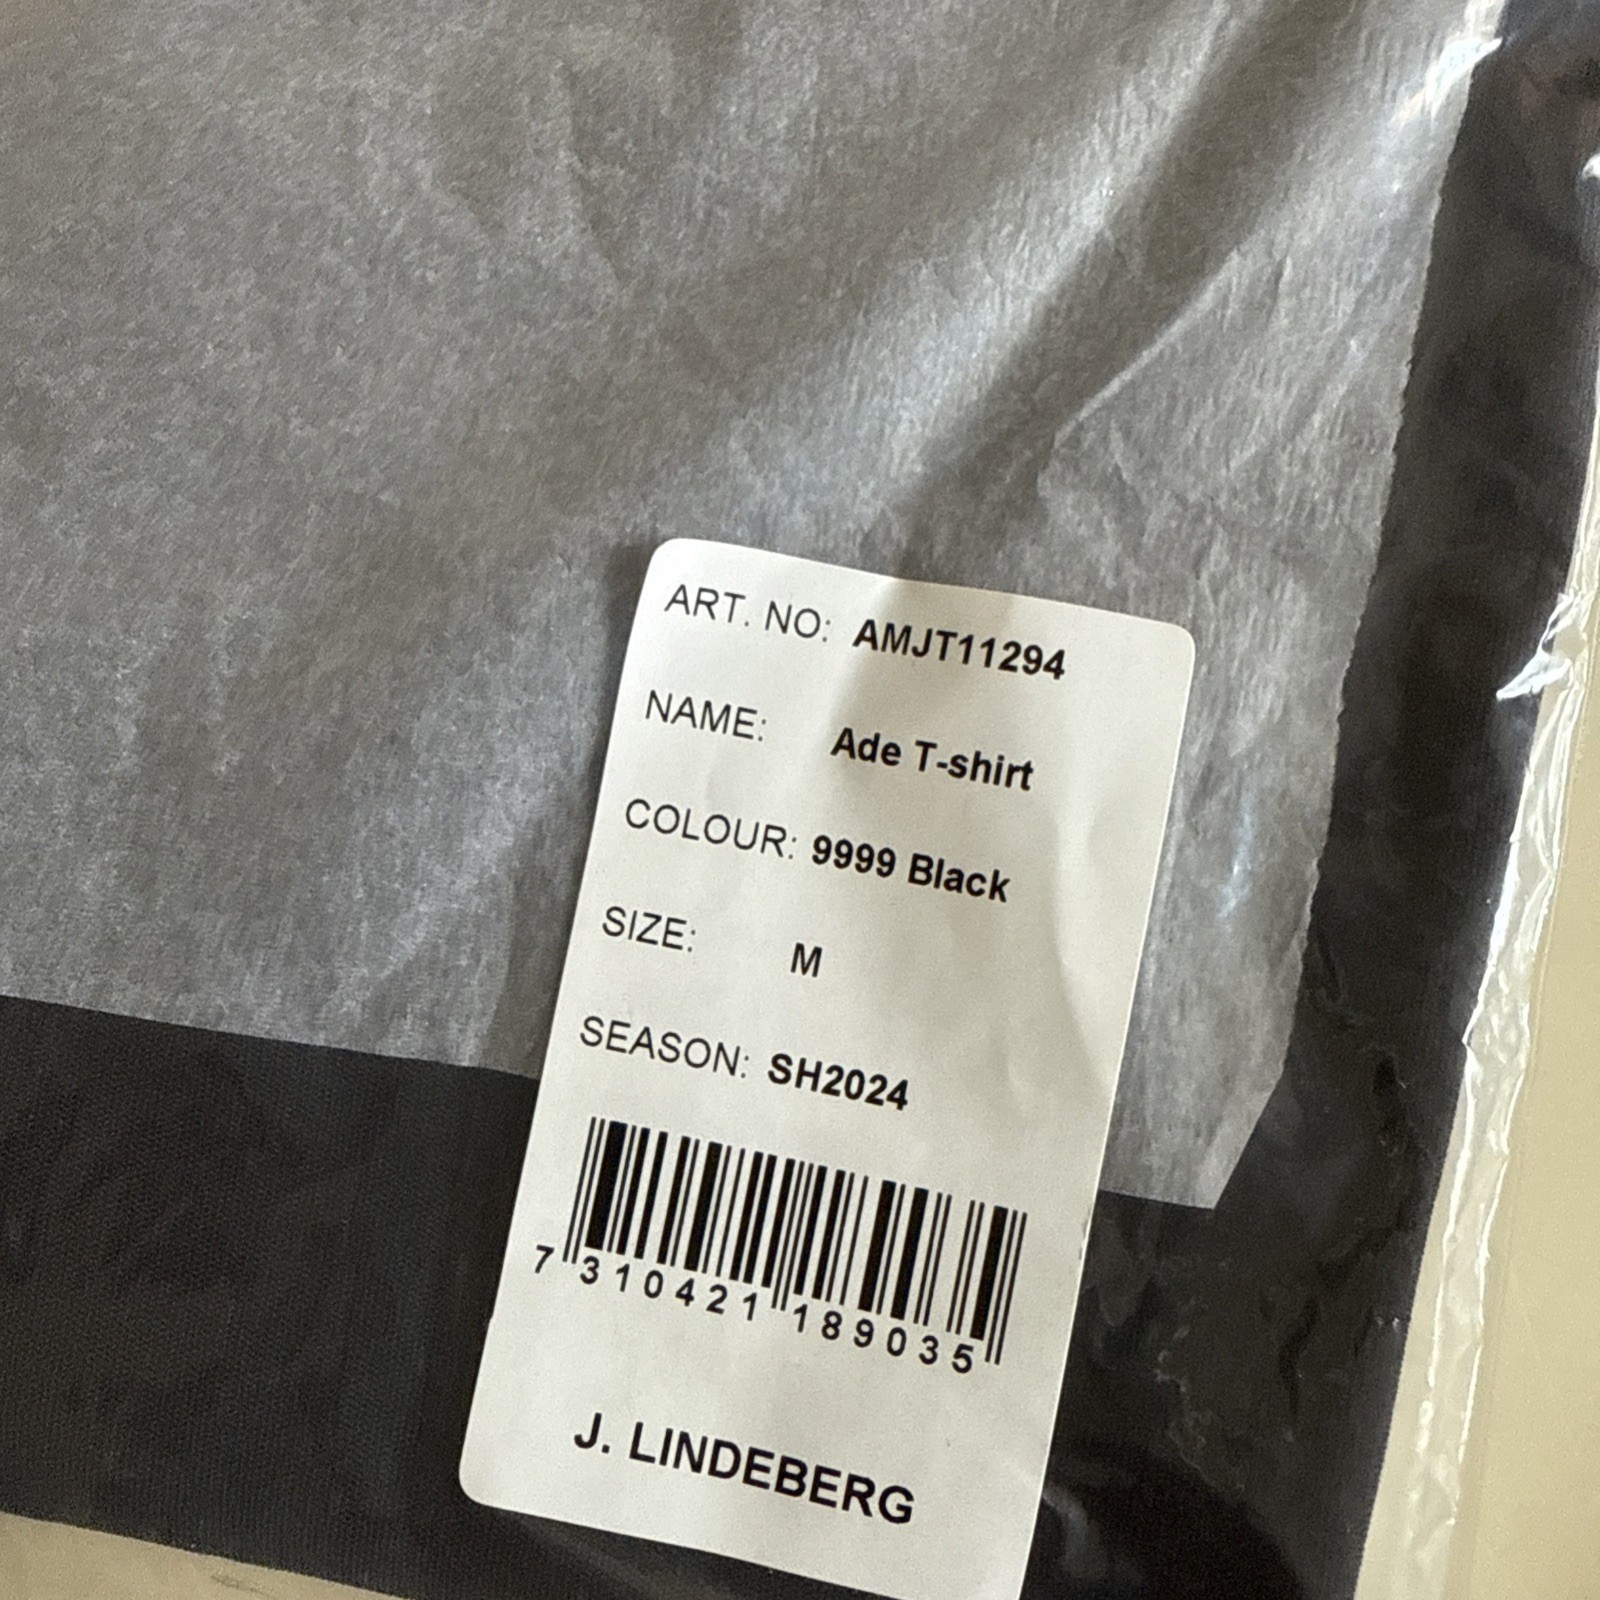 ART. NO: AMJT11294
NAME: Ade T-shirt
COLOUR: 9999 Black
SIZE: M
SEASON: SH2024
7 310421 189035
J. LINDEBERG